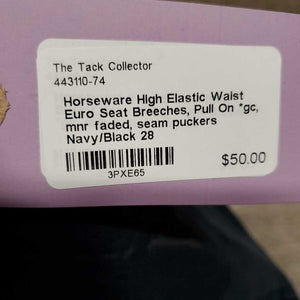 The Tack Collector
443110-74
Horseware High Elastic Waist
Euro Seat Breeches, Pull On *gc,
mnr faded, seam puckers
Navy/Black 28
$50.00
3PXE65